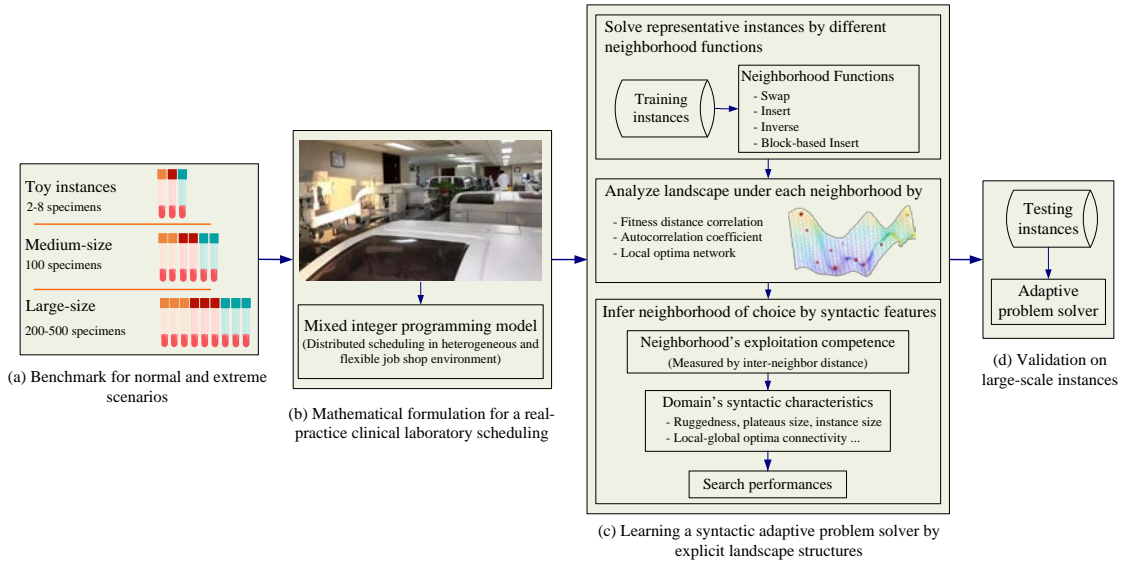 Toy instances
2-8 specimens
Medium-size
100 specimens
Large-size
200-500 specimens
(a) Benchmark for normal and extreme
scenarios
Mixed integer programming model
(Distributed scheduling in heterogeneous and
flexible job shop environment)
(b) Mathematical formulation for a real-
practice clinical laboratory scheduling
Solve representative instances by different
neighborhood functions
Training
instances
Neighborhood Functions
- Swap
- Insert
- Inverse
- Block-based Insert
Analyze landscape under each neighborhood by
- Fitness distance correlation
- Autocorrelation coefficient
- Local optima network
Infer neighborhood of choice by syntactic features
Neighborhood's exploitation competence
(Measured by inter-neighbor distance)
Domain's syntactic characteristics
- Ruggedness, plateaus size, instance size
- Local-global optima connectivity ...
Search performances
(c) Learning a syntactic adaptive problem solver by
explicit landscape structures
Testing
instances
Adaptive
problem solver
(d) Validation on
large-scale instances